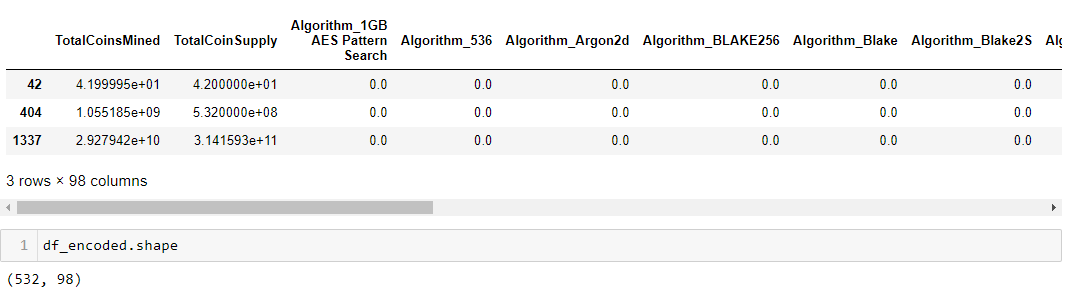 Algorithm_1GB
TotalCoinsMined TotalCoinSupply AES Pattern Algorithm_536 Algorithm_Argon2d Algorithm_BLAKE256 Algorithm_Blake Algorithm_Blake2S Al
Search
42 4.199995e+01 4.200000e+01 0.0 0.0 0.0 0.0 0.0 0.0
404 1.055185e+09 5.320000e+08 0.0 0.0 0.0 0.0 0.0 0.0
1337 2.927942e+10 3.141593e+11 0.0 0.0 0.0 0.0 0.0 0.0
3 rows × 98 columns
1 df_encoded.shape
(532, 98)